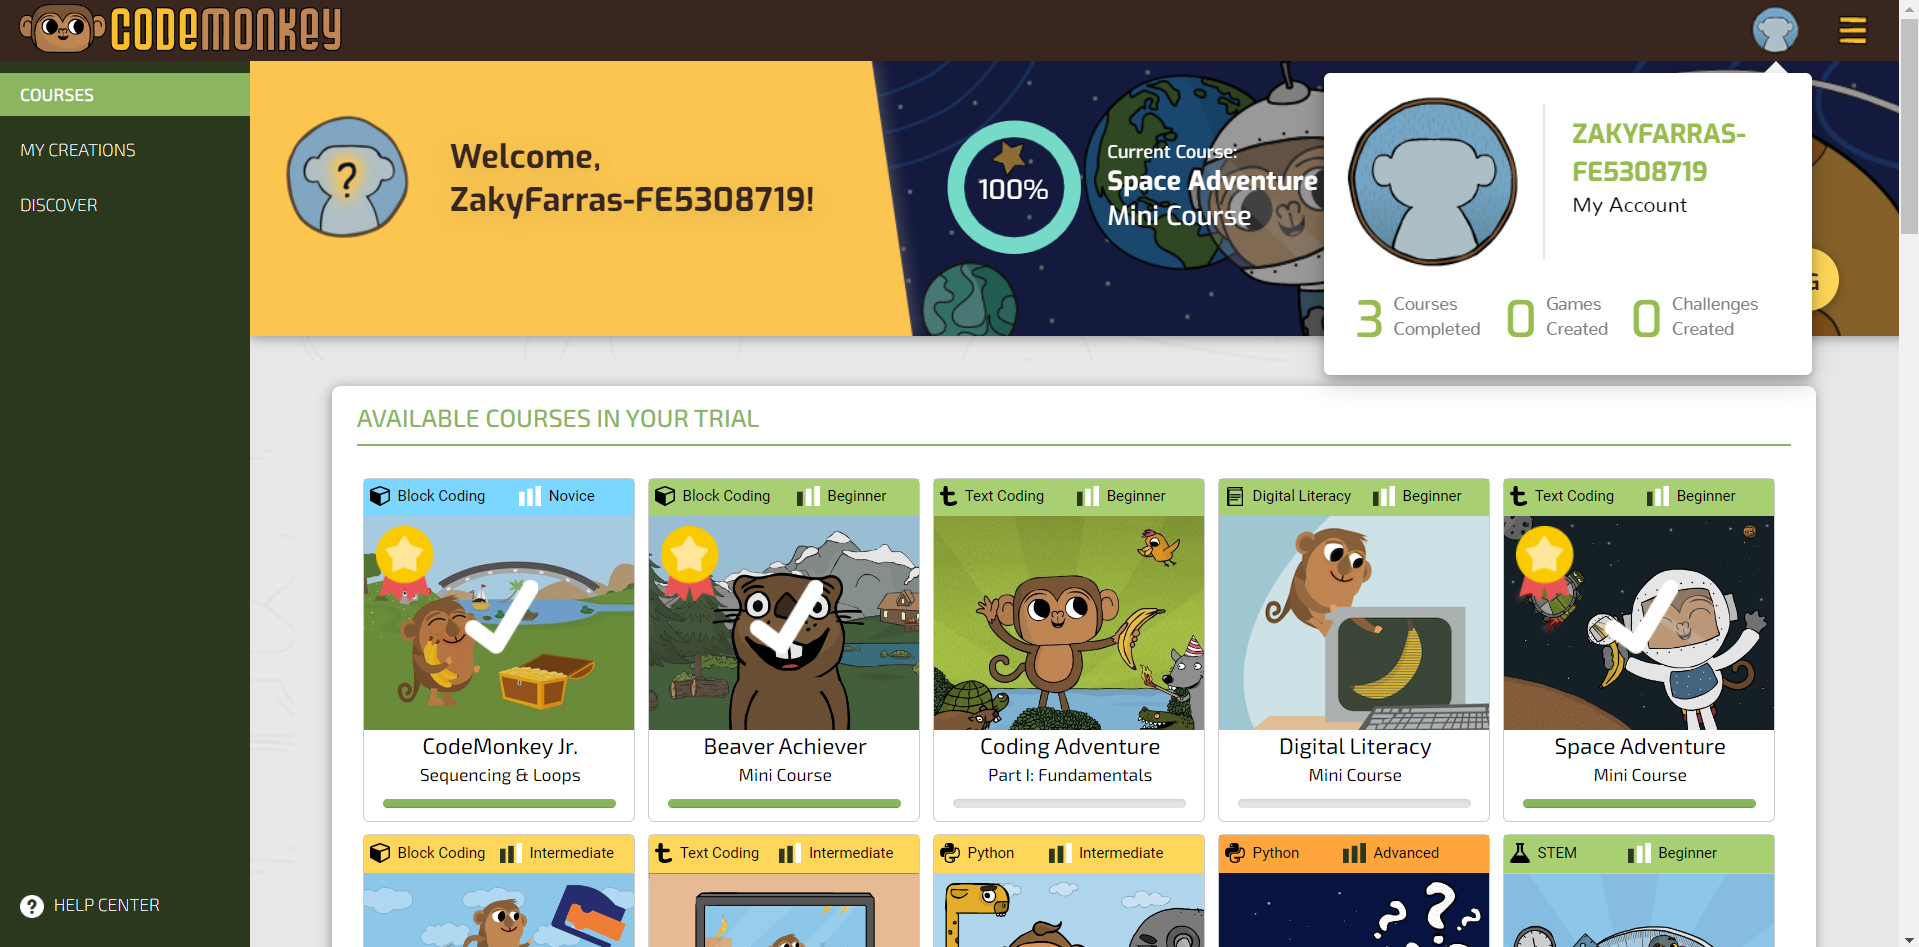 CODEMONKEY
COURSES
MY CREATIONS
DISCOVER
HELP CENTER
Welcome,
ZakyFarras-FE5308719!
100%
Current Course:
Space Adventure
Mini Course
ZAKYFARRAS-
FE5308719
My Account
3 Courses Completed
0 Games Created
0 Challenges Created
AVAILABLE COURSES IN YOUR TRIAL
Block Coding Novice
CodeMonkey Jr.
Sequencing & Loops
Block Coding Beginner
Beaver Achiever
Mini Course
Text Coding Beginner
Coding Adventure
Part I: Fundamentals
Digital Literacy Beginner
Digital Literacy
Mini Course
Text Coding Beginner
Space Adventure
Mini Course
Block Coding Intermediate
Text Coding Intermediate
Python Intermediate
Python Advanced
STEM Beginner